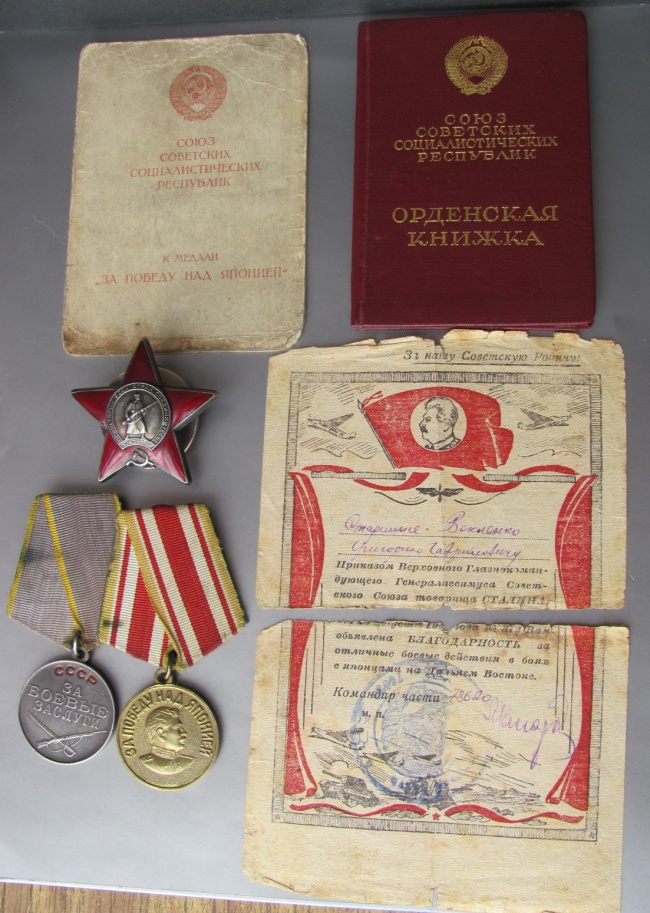 СОЮЗ
СОВЕТСКИХ
СОЦИАЛИСТИЧЕСКИХ
РЕСПУБЛИК
К МЕДАЛИ
„ЗА ПОБЕДУ НАД ЯПОНИЕЙ“
СОЮЗ
СОВЕТСКИХ
СОЦИАЛИСТИЧЕСКИХ
РЕСПУБЛИК
ОРДЕНСКАЯ
КНИЖКА
За нашу Советскую Родину!
Старшине
Гавриловичу
Приказом Верховного Главнокоман-
дующего Генералиссимуса Совет-
ского Союза товарища СТАЛИНА
объявлена БЛАГОДАРНОСТЬ за
отличные боевые действия в боях
с японцами на Дальнем Востоке.
Командир части
м. п.
СССР
ЗА
БОЕВЫЕ
ЗАСЛУГИ
ЗА ПОБЕДУ НАД ЯПОНИЕЙ